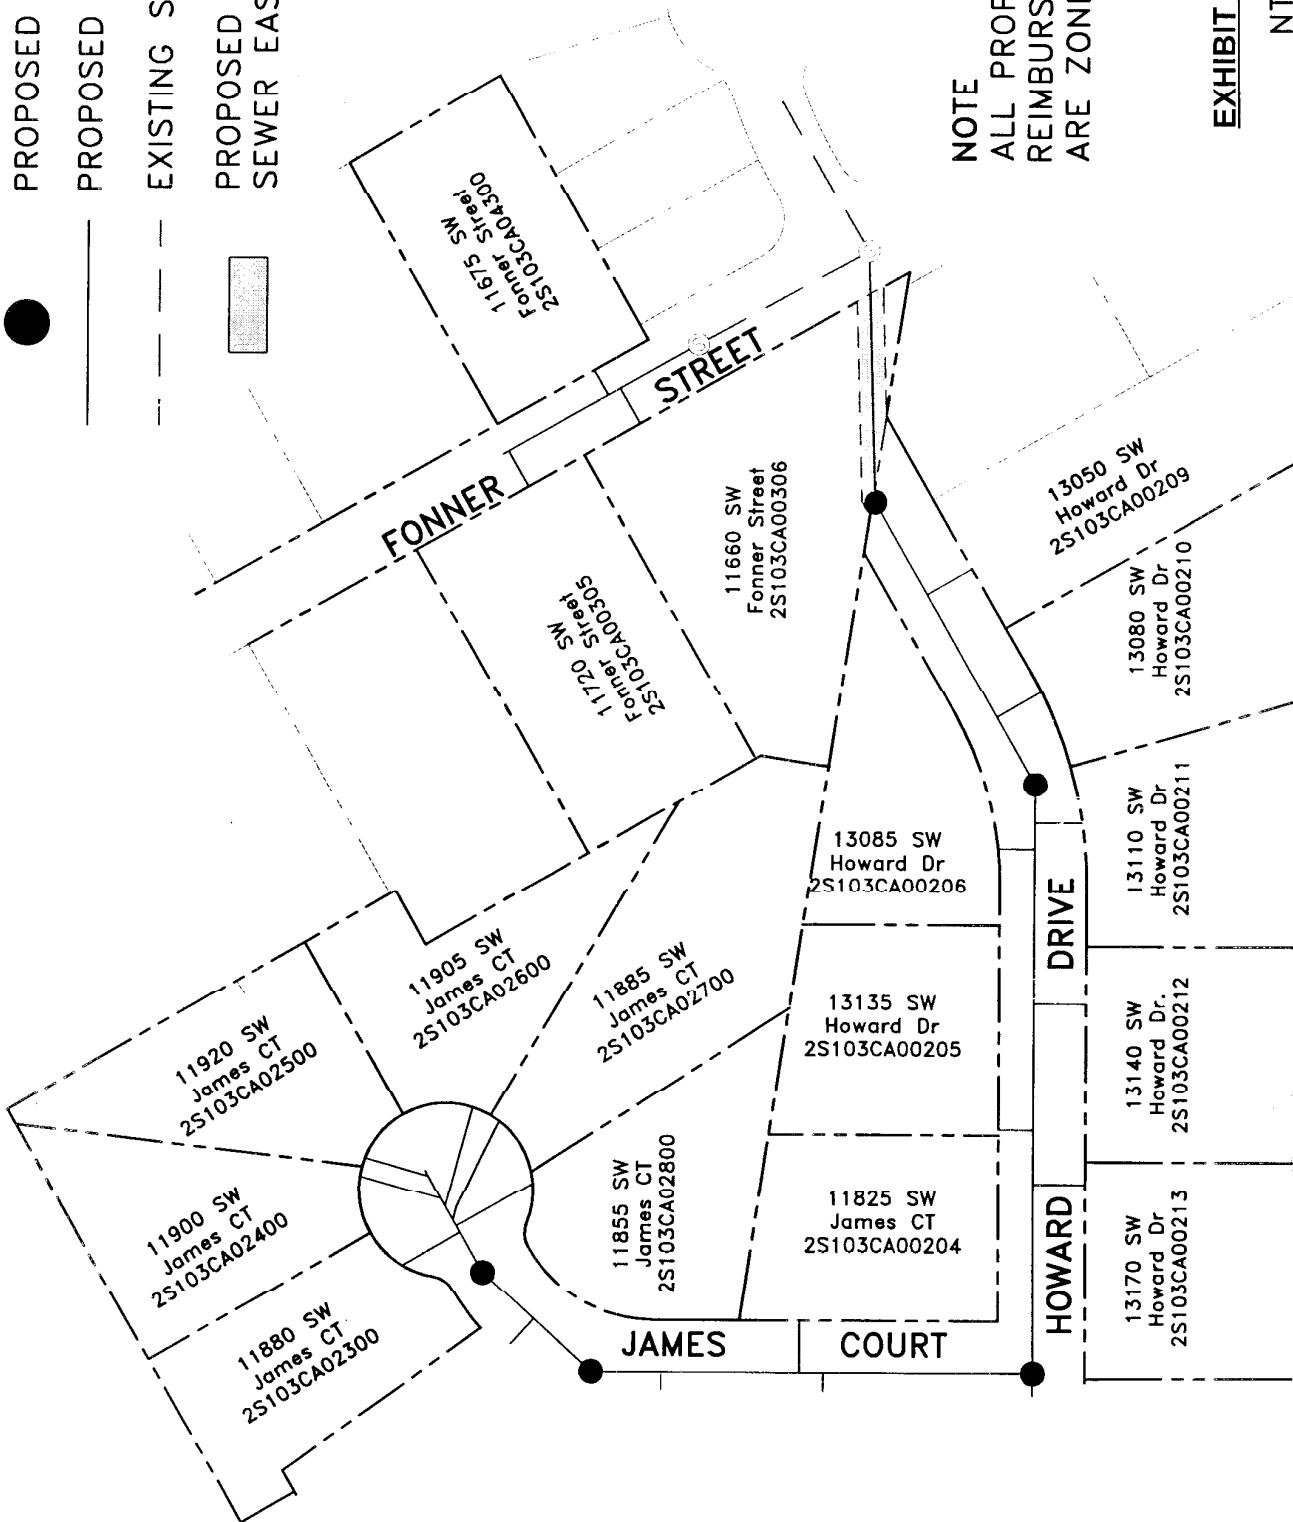 PROPOSED
PROPOSED
EXISTING S
PROPOSED
SEWER EAS
NOTE
ALL PROP
REIMBURS
ARE ZONI
EXHIBIT
NT
11675 SW
Fonner Street
2S103CA04300
FONNER
STREET
11660 SW
Fonner Street
2S103CA00306
11720 SW
Fonner Street
2S103CA00305
13050 SW
Howard Dr
2S103CA00209
13080 SW
Howard Dr
2S103CA00210
13110 SW
Howard Dr
2S103CA00211
13140 SW
Howard Dr.
2S103CA00212
13170 SW
Howard Dr
2S103CA00213
13085 SW
Howard Dr
2S103CA00206
13135 SW
Howard Dr
2S103CA00205
11825 SW
James CT
2S103CA00204
11855 SW
James CT
2S103CA02800
11885 SW
James CT
2S103CA02700
11905 SW
James CT
2S103CA02600
11920 SW
James CT
2S103CA02500
11900 SW
James CT
2S103CA02400
11880 SW
James CT
2S103CA02300
JAMES
COURT
HOWARD
DRIVE